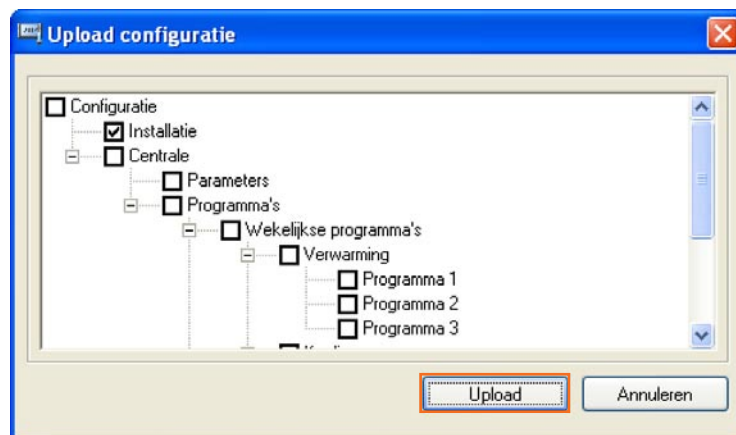 Upload configuratie
Configuratie
Installatie
Centrale
Parameters
Programma's
Wekelijkse programma's
Verwarming
Programma 1
Programma 2
Programma 3
Upload
Annuleren